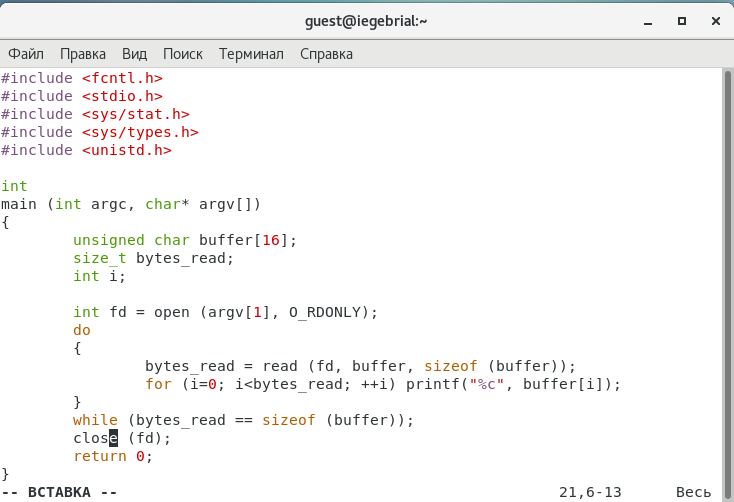 guest@iegebrial:~
Файл Правка Вид Поиск Терминал Справка
#include <fcntl.h>
#include <stdio.h>
#include <sys/stat.h>
#include <sys/types.h>
#include <unistd.h>

int
main (int argc, char* argv[])
{
        unsigned char buffer[16];
        size_t bytes_read;
        int i;

        int fd = open (argv[1], O_RDONLY);
        do
        {
                bytes_read = read (fd, buffer, sizeof (buffer));
                for (i=0; i<bytes_read; ++i) printf("%c", buffer[i]);
        }
        while (bytes_read == sizeof (buffer));
        close (fd);
        return 0;
}
-- ВСТАВКА -- 21,6-13 Весь